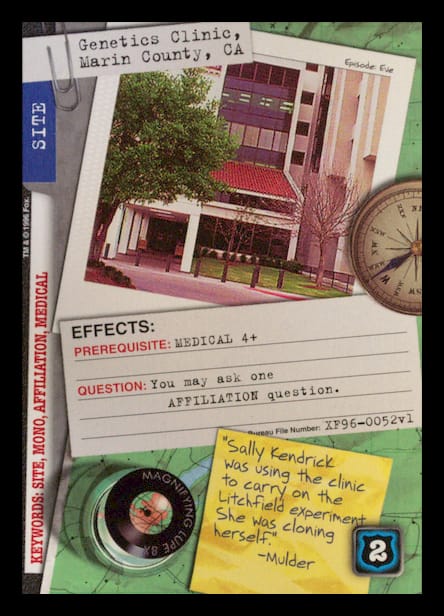 Genetics Clinic,
Marin County, CA
Episode: Eve
SITE
TM & © 1996 Fox.
KEYWORDS: SITE, MONO, AFFILIATION, MEDICAL
EFFECTS:
PREREQUISITE: MEDICAL 4+
QUESTION: You may ask one
AFFILIATION question.
Bureau File Number: XF96-0052v1
MAGNIFYING LUPE 8X
"Sally Kendrick
was using the clinic
to carry on the
Litchfield experiment.
She was cloning
herself."
-Mulder
2